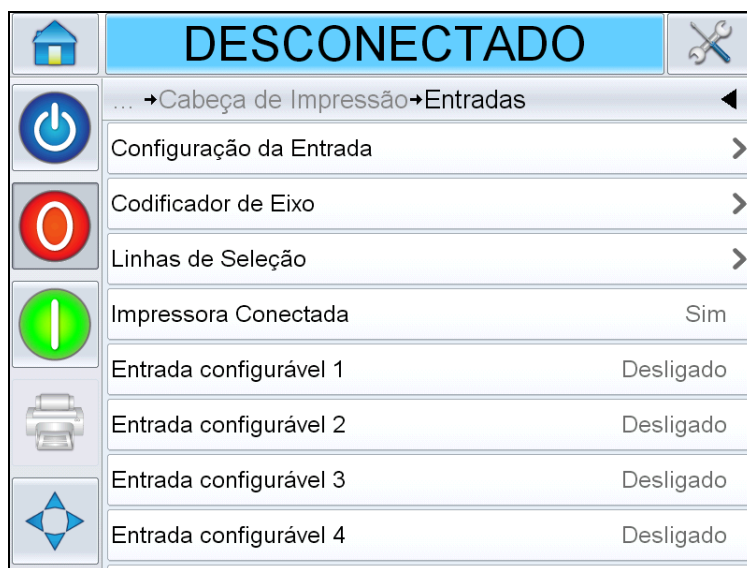 DESCONECTADO
... →Cabeça de Impressão→Entradas
Configuração da Entrada
Codificador de Eixo
Linhas de Seleção
Impressora Conectada Sim
Entrada configurável 1 Desligado
Entrada configurável 2 Desligado
Entrada configurável 3 Desligado
Entrada configurável 4 Desligado